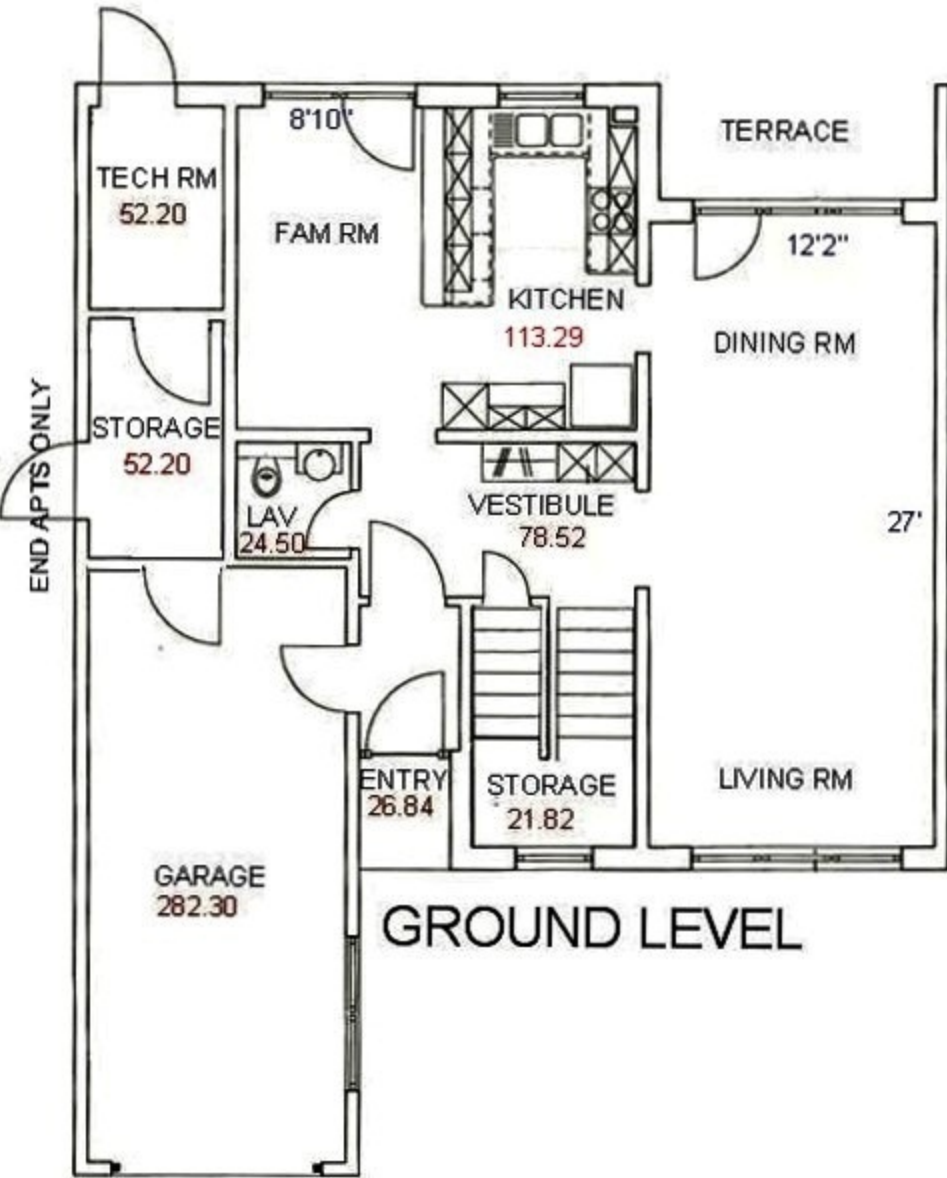 8'10"
TERRACE
TECH RM
52.20
FAM RM
12'2"
KITCHEN
113.29
DINING RM
END APTS ONLY
STORAGE
52.20
LAV
24.50
VESTIBULE
78.52
27'
ENTRY
26.84
STORAGE
21.82
LIVING RM
GARAGE
282.30
GROUND LEVEL